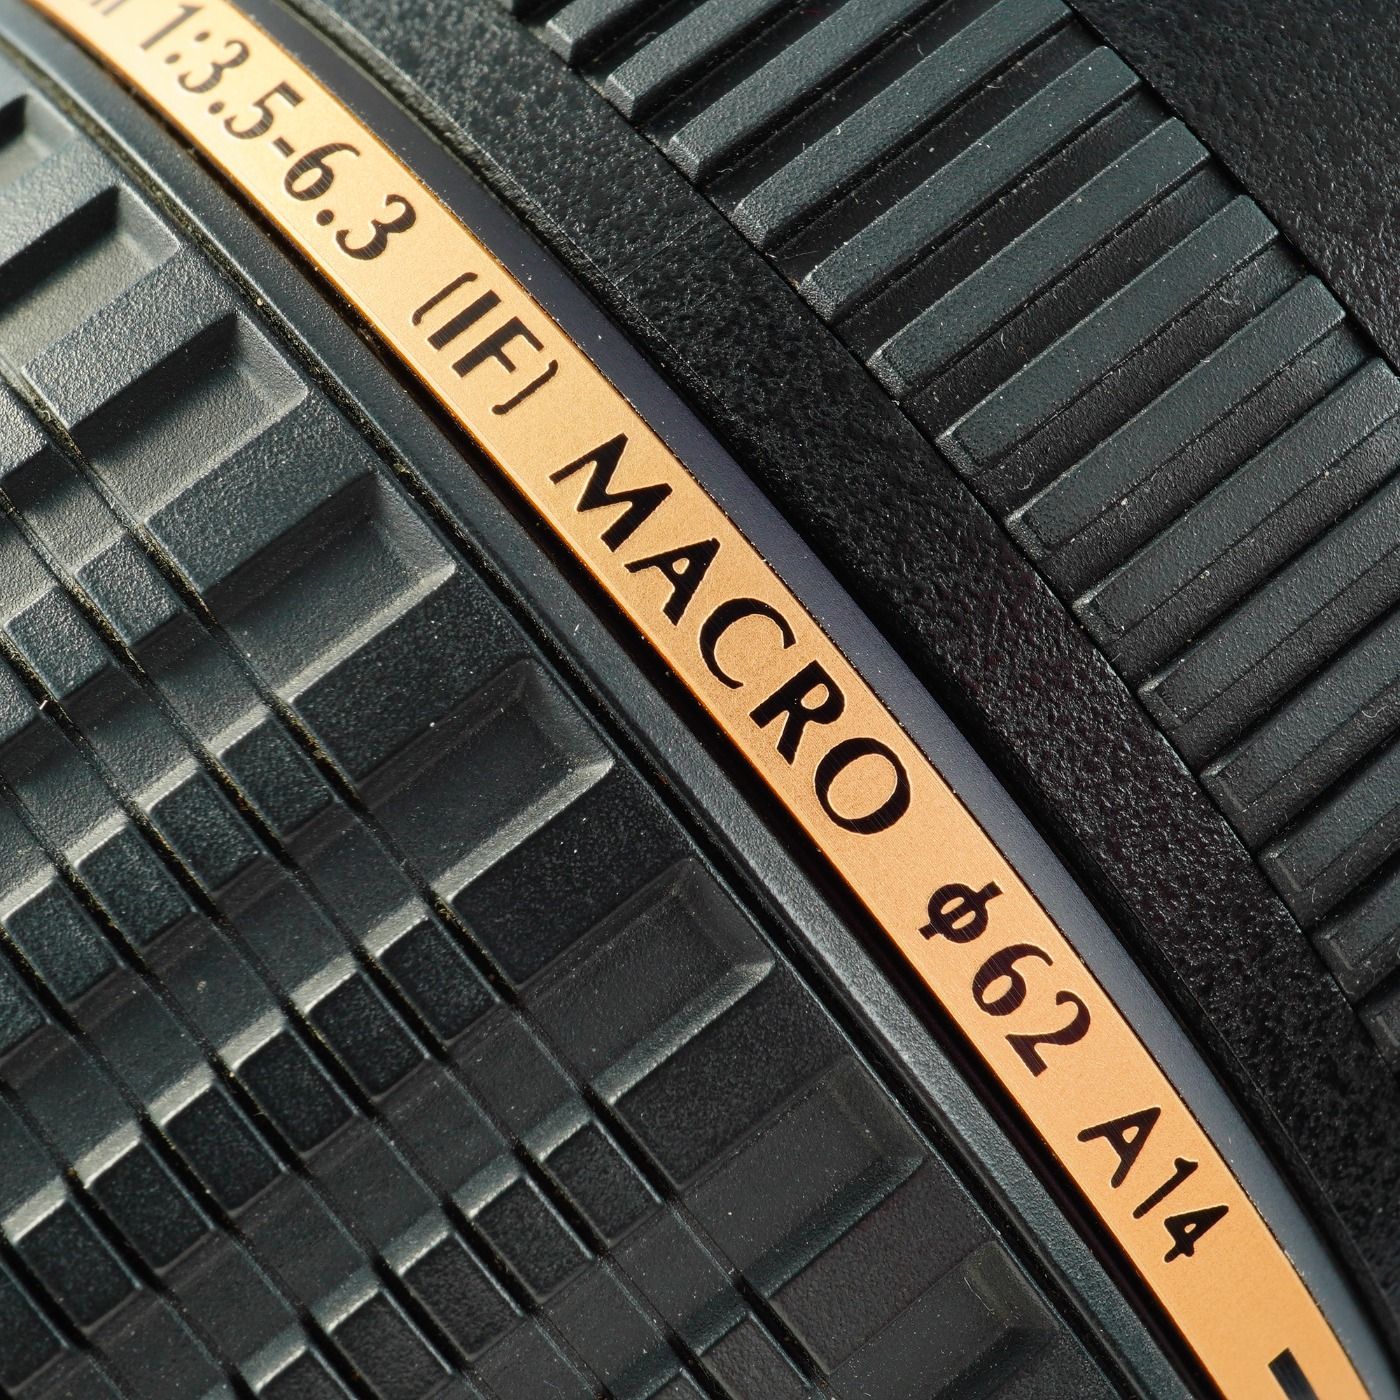 1:3.5-6.3 (IF) MACRO ϕ62 A14